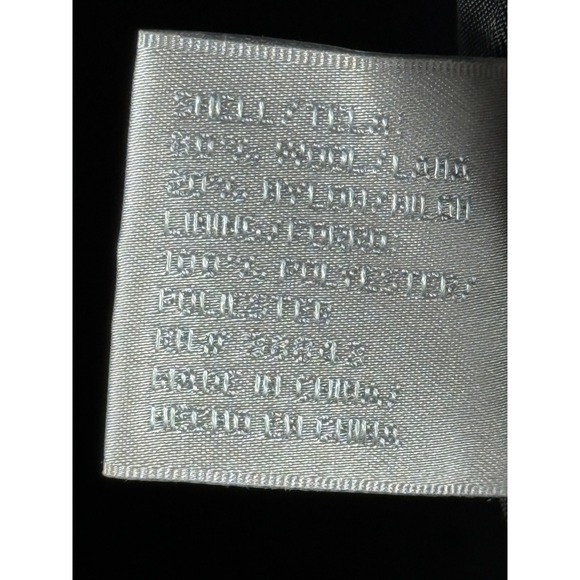 SHELL/TELA:
80% WOOL/LANA
20% NYLON/NILON
LINING/FORRO:
100% POLYESTER/
POLIESTER
MADE IN CHINA
HECHO EN CHINA